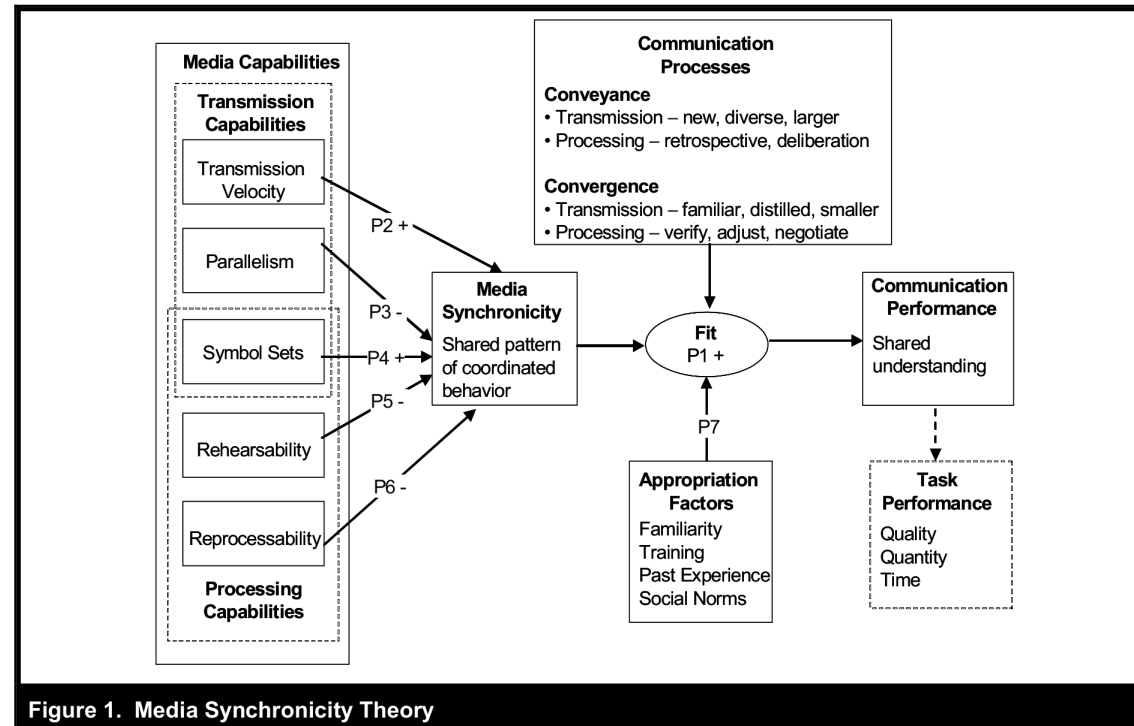 Media Capabilities
Transmission
Capabilities
Transmission
Velocity
Parallelism
Symbol Sets
Rehearsability
Reprocessability
Processing
Capabilities
P2 +
P3 -
P4 +
P5 -
P6 -
Media
Synchronicity
Shared pattern
of coordinated
behavior
Communication
Processes
Conveyance
• Transmission – new, diverse, larger
• Processing – retrospective, deliberation
Convergence
• Transmission – familiar, distilled, smaller
• Processing – verify, adjust, negotiate
Fit
P1 +
P7
Appropriation
Factors
Familiarity
Training
Past Experience
Social Norms
Communication
Performance
Shared
understanding
Task
Performance
Quality
Quantity
Time
Figure 1. Media Synchronicity Theory